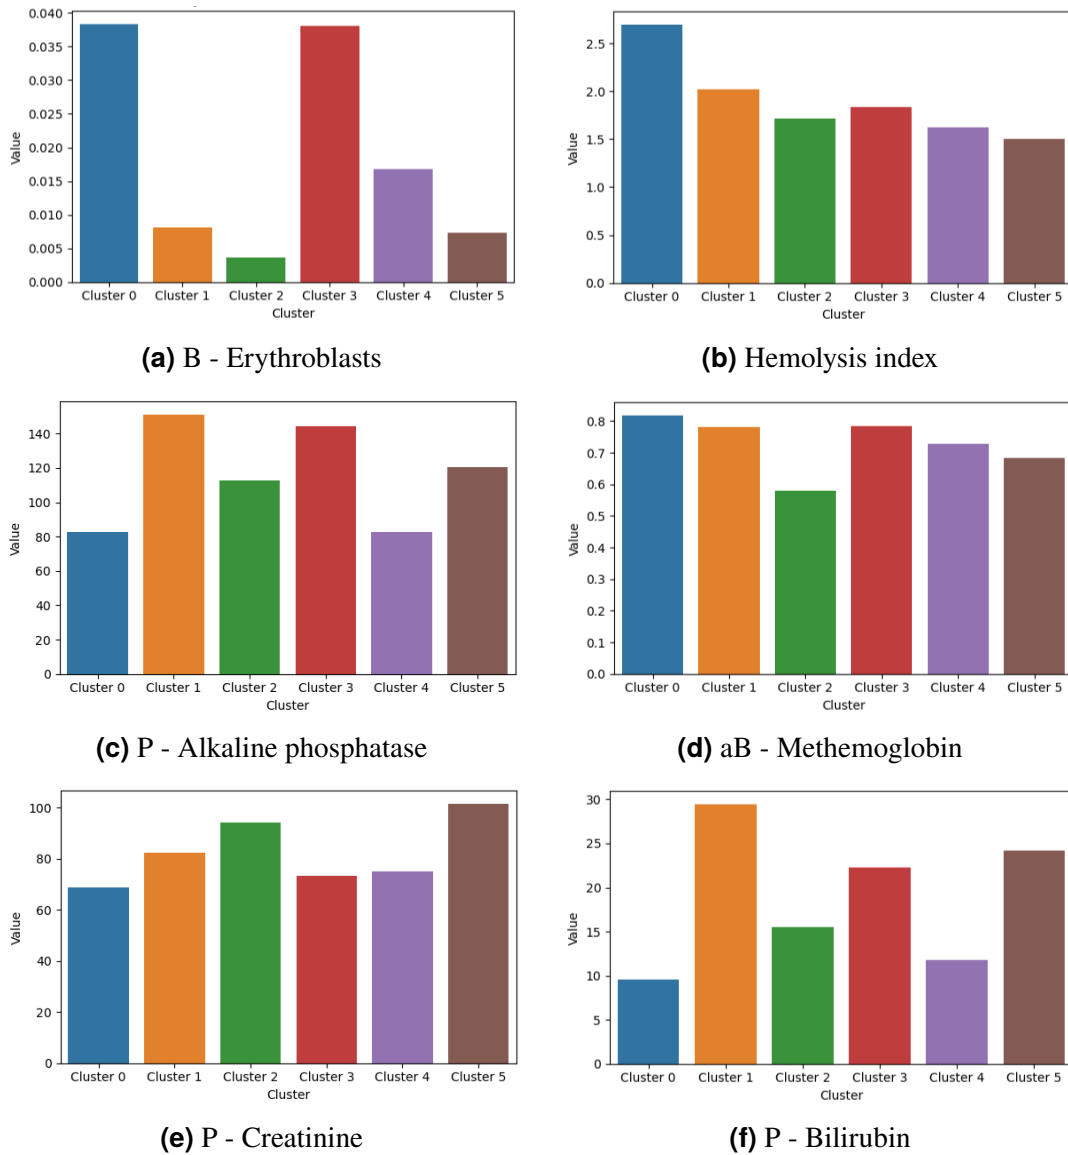 0.040
0.035
0.030
0.025
0.020
0.015
0.010
0.005
0.000
Value
Cluster 0 Cluster 1 Cluster 2 Cluster 3 Cluster 4 Cluster 5
Cluster
(a) B - Erythroblasts
2.5
2.0
1.5
1.0
0.5
0.0
Value
Cluster 0 Cluster 1 Cluster 2 Cluster 3 Cluster 4 Cluster 5
Cluster
(b) Hemolysis index
140
120
100
80
60
40
20
0
Value
Cluster 0 Cluster 1 Cluster 2 Cluster 3 Cluster 4 Cluster 5
Cluster
(c) P - Alkaline phosphatase
0.8
0.7
0.6
0.5
0.4
0.3
0.2
0.1
0.0
Value
Cluster 0 Cluster 1 Cluster 2 Cluster 3 Cluster 4 Cluster 5
Cluster
(d) aB - Methemoglobin
100
80
60
40
20
0
Value
Cluster 0 Cluster 1 Cluster 2 Cluster 3 Cluster 4 Cluster 5
Cluster
(e) P - Creatinine
30
25
20
15
10
5
0
Value
Cluster 0 Cluster 1 Cluster 2 Cluster 3 Cluster 4 Cluster 5
Cluster
(f) P - Bilirubin